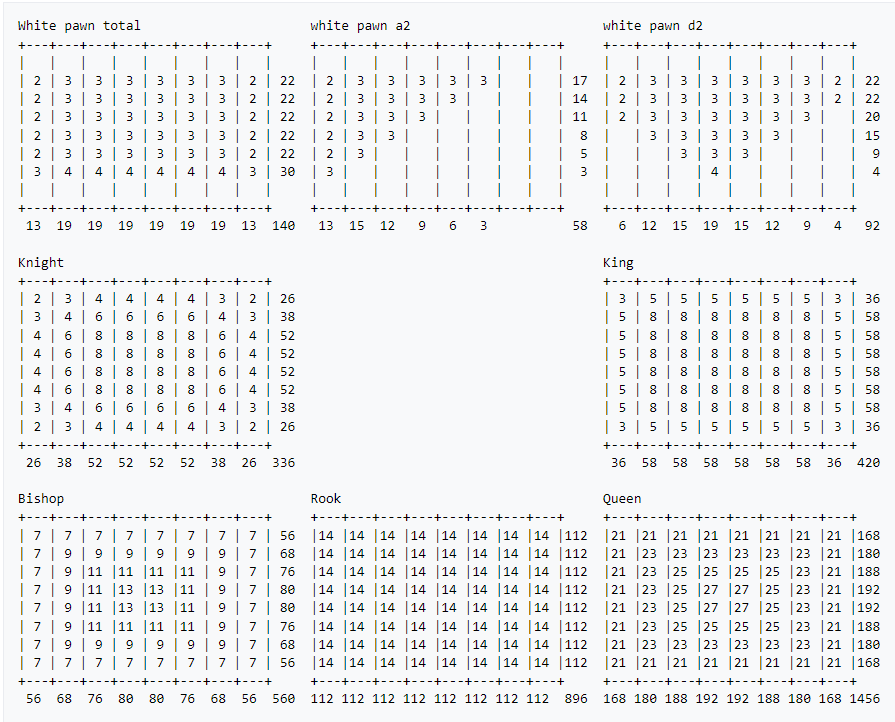 White pawn total                    white pawn a2                       white pawn d2
+---+---+---+---+---+---+---+---+     +---+---+---+---+---+---+---+---+     +---+---+---+---+---+---+---+---+
|   |   |   |   |   |   |   |   |     |   |   |   |   |   |   |   |   |     |   |   |   |   |   |   |   |   |
| 2 | 3 | 3 | 3 | 3 | 3 | 3 | 2 | 22  | 2 | 3 | 3 | 3 | 3 | 3 |   |   | 17  | 2 | 3 | 3 | 3 | 3 | 3 | 3 | 2 | 22
| 2 | 3 | 3 | 3 | 3 | 3 | 3 | 2 | 22  | 2 | 3 | 3 | 3 | 3 |   |   |   | 14  | 2 | 3 | 3 | 3 | 3 | 3 | 3 | 2 | 22
| 2 | 3 | 3 | 3 | 3 | 3 | 3 | 2 | 22  | 2 | 3 | 3 | 3 |   |   |   |   | 11  | 2 | 3 | 3 | 3 | 3 | 3 | 3 |   | 20
| 2 | 3 | 3 | 3 | 3 | 3 | 3 | 2 | 22  | 2 | 3 | 3 |   |   |   |   |   |  8  |   | 3 | 3 | 3 | 3 | 3 |   |   | 15
| 2 | 3 | 3 | 3 | 3 | 3 | 3 | 2 | 22  | 2 | 3 |   |   |   |   |   |   |  5  |   |   | 3 | 3 | 3 |   |   |   |  9
| 3 | 4 | 4 | 4 | 4 | 4 | 4 | 3 | 30  | 3 |   |   |   |   |   |   |   |  3  |   |   |   | 4 |   |   |   |   |  4
|   |   |   |   |   |   |   |   |     |   |   |   |   |   |   |   |   |     |   |   |   |   |   |   |   |   |
+---+---+---+---+---+---+---+---+     +---+---+---+---+---+---+---+---+     +---+---+---+---+---+---+---+---+
 13  19  19  19  19  19  19  13  140   13  15  12   9   6   3           58    6  12  15  19  15  12   9   4   92
Knight                                                                  King
+---+---+---+---+---+---+---+---+                                           +---+---+---+---+---+---+---+---+
| 2 | 3 | 4 | 4 | 4 | 4 | 3 | 2 | 26                                        | 3 | 5 | 5 | 5 | 5 | 5 | 5 | 3 | 36
| 3 | 4 | 6 | 6 | 6 | 6 | 4 | 3 | 38                                        | 5 | 8 | 8 | 8 | 8 | 8 | 8 | 5 | 58
| 4 | 6 | 8 | 8 | 8 | 8 | 6 | 4 | 52                                        | 5 | 8 | 8 | 8 | 8 | 8 | 8 | 5 | 58
| 4 | 6 | 8 | 8 | 8 | 8 | 6 | 4 | 52                                        | 5 | 8 | 8 | 8 | 8 | 8 | 8 | 5 | 58
| 4 | 6 | 8 | 8 | 8 | 8 | 6 | 4 | 52                                        | 5 | 8 | 8 | 8 | 8 | 8 | 8 | 5 | 58
| 4 | 6 | 8 | 8 | 8 | 8 | 6 | 4 | 52                                        | 5 | 8 | 8 | 8 | 8 | 8 | 8 | 5 | 58
| 3 | 4 | 6 | 6 | 6 | 6 | 4 | 3 | 38                                        | 5 | 8 | 8 | 8 | 8 | 8 | 8 | 5 | 58
| 2 | 3 | 4 | 4 | 4 | 4 | 3 | 2 | 26                                        | 3 | 5 | 5 | 5 | 5 | 5 | 5 | 3 | 36
+---+---+---+---+---+---+---+---+                                           +---+---+---+---+---+---+---+---+
 26  38  52  52  52  52  38  26  336                                         36  58  58  58  58  58  58  36  420
Bishop                              Rook                                Queen
+---+---+---+---+---+---+---+---+     +---+---+---+---+---+---+---+---+     +---+---+---+---+---+---+---+---+
| 7 | 7 | 7 | 7 | 7 | 7 | 7 | 7 | 56  |14 |14 |14 |14 |14 |14 |14 |14 |112  |21 |21 |21 |21 |21 |21 |21 |21 |168
| 7 | 9 | 9 | 9 | 9 | 9 | 9 | 7 | 68  |14 |14 |14 |14 |14 |14 |14 |14 |112  |21 |23 |23 |23 |23 |23 |23 |21 |180
| 7 | 9 |11 |11 |11 |11 | 9 | 7 | 76  |14 |14 |14 |14 |14 |14 |14 |14 |112  |21 |23 |25 |25 |25 |25 |23 |21 |188
| 7 | 9 |11 |13 |13 |11 | 9 | 7 | 80  |14 |14 |14 |14 |14 |14 |14 |14 |112  |21 |23 |25 |27 |27 |25 |23 |21 |192
| 7 | 9 |11 |13 |13 |11 | 9 | 7 | 80  |14 |14 |14 |14 |14 |14 |14 |14 |112  |21 |23 |25 |27 |27 |25 |23 |21 |192
| 7 | 9 |11 |11 |11 |11 | 9 | 7 | 76  |14 |14 |14 |14 |14 |14 |14 |14 |112  |21 |23 |25 |25 |25 |25 |23 |21 |188
| 7 | 9 | 9 | 9 | 9 | 9 | 9 | 7 | 68  |14 |14 |14 |14 |14 |14 |14 |14 |112  |21 |23 |23 |23 |23 |23 |23 |21 |180
| 7 | 7 | 7 | 7 | 7 | 7 | 7 | 7 | 56  |14 |14 |14 |14 |14 |14 |14 |14 |112  |21 |21 |21 |21 |21 |21 |21 |21 |168
+---+---+---+---+---+---+---+---+     +---+---+---+---+---+---+---+---+     +---+---+---+---+---+---+---+---+
 56  68  76  80  80  76  68  56  560  112 112 112 112 112 112 112 112  896  168 180 188 192 192 188 180 168 1456